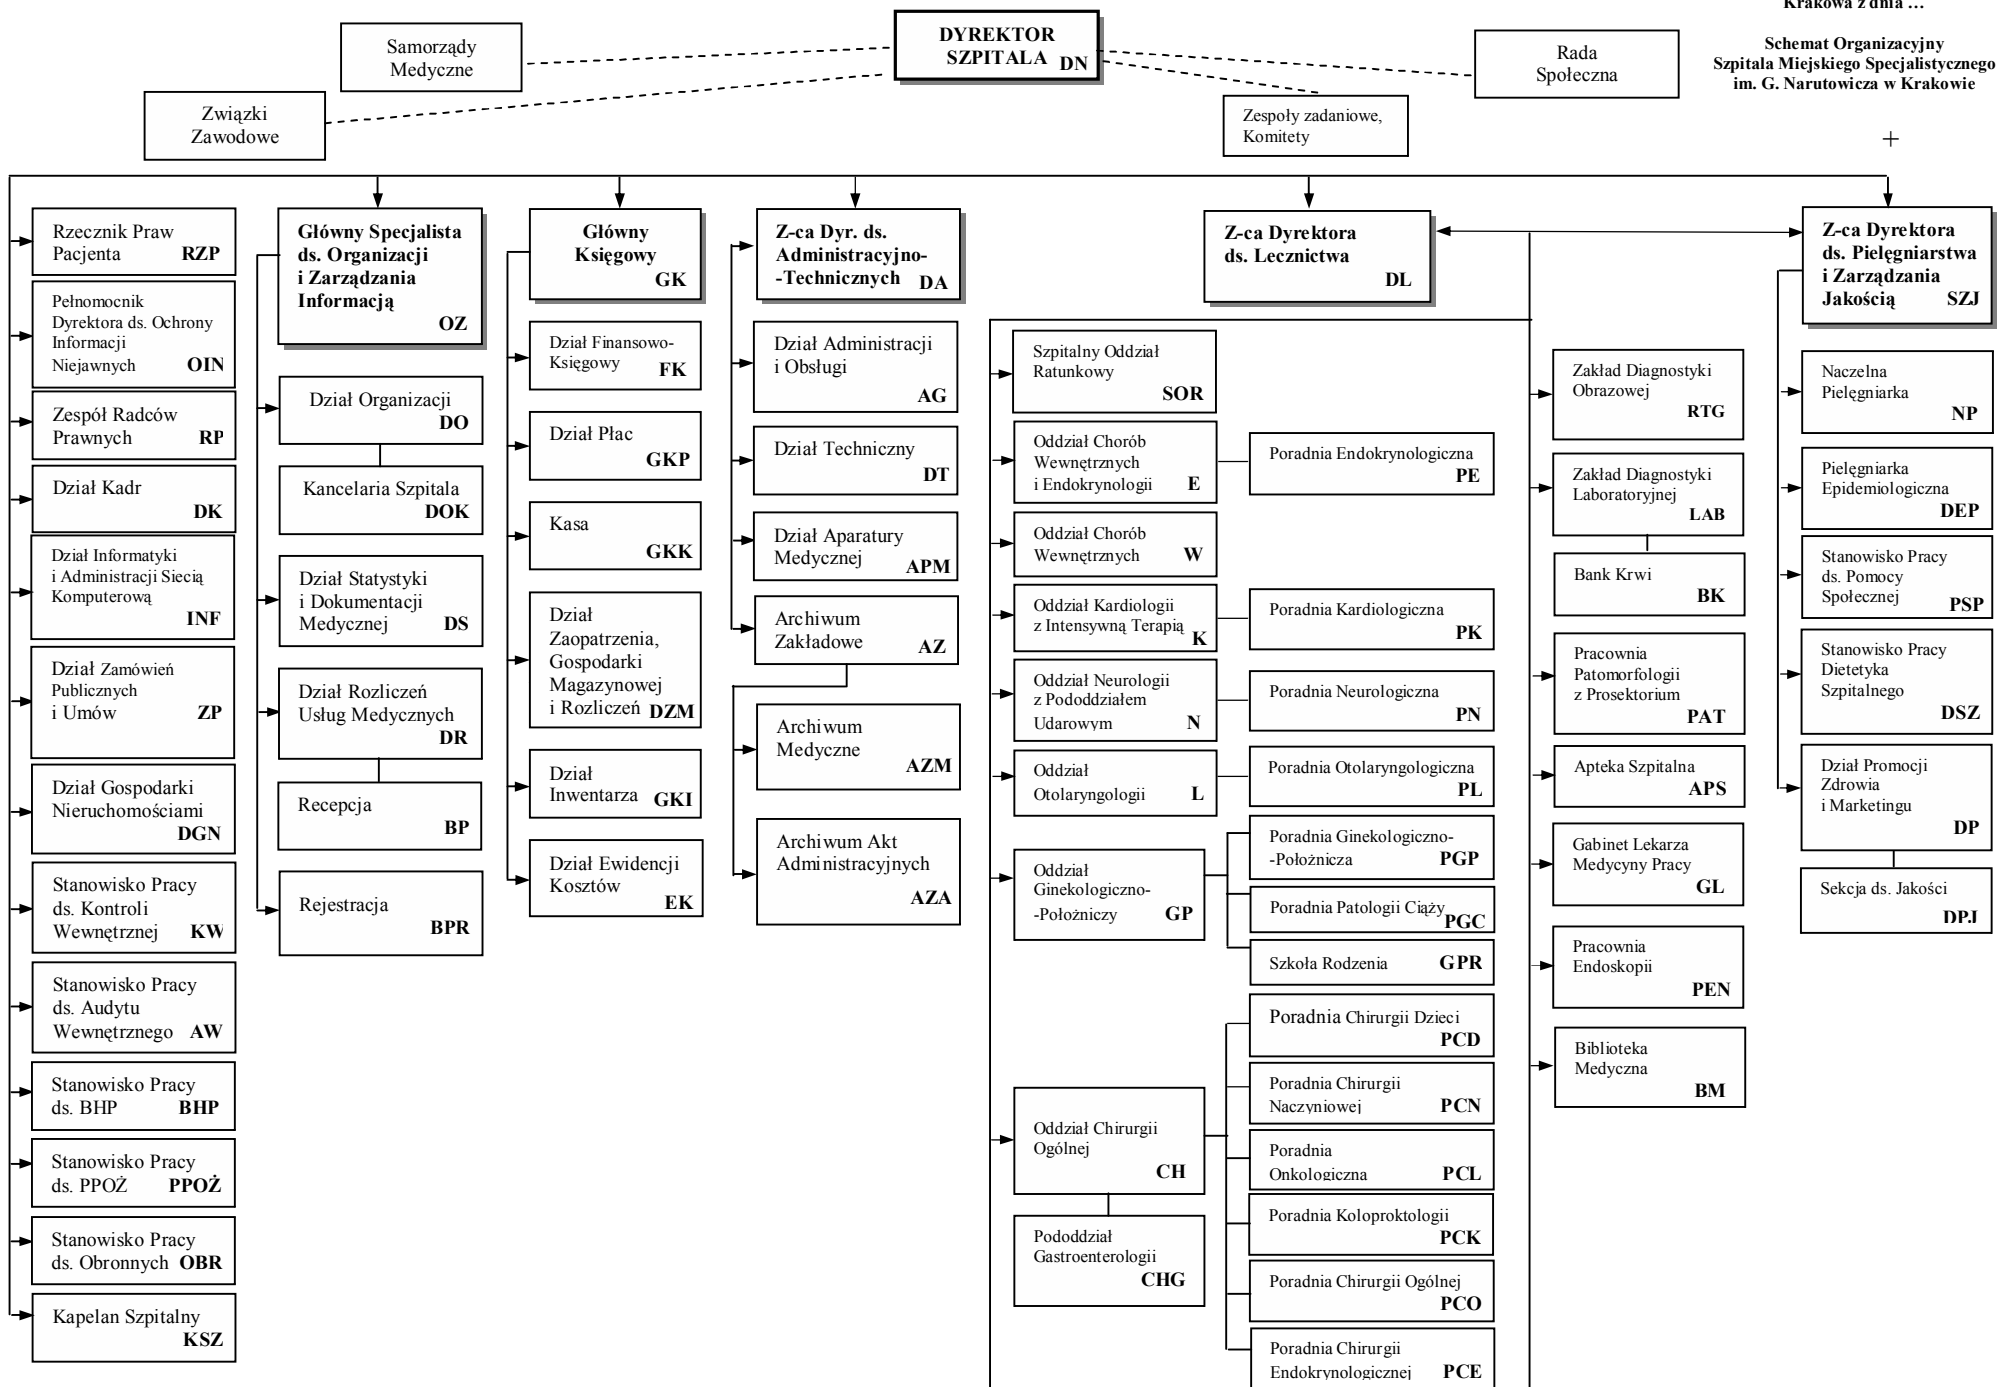 Krakowa z dnia …
Schemat Organizacyjny
Szpitala Miejskiego Specjalistycznego
im. G. Narutowicza w Krakowie
+
DYREKTOR
SZPITALA DN
Samorządy
Medyczne
Związki
Zawodowe
Rada
Społeczna
Zespoły zadaniowe,
Komitety
Rzecznik Praw
Pacjenta RZP
Pełnomocnik
Dyrektora ds. Ochrony
Informacji
Niejawnych OIN
Zespół Radców
Prawnych RP
Dział Kadr
DK
Dział Informatyki
i Administracji Siecią
Komputerową
INF
Dział Zamówień
Publicznych
i Umów ZP
Dział Gospodarki
Nieruchomościami
DGN
Stanowisko Pracy
ds. Kontroli
Wewnętrznej KW
Stanowisko Pracy
ds. Audytu
Wewnętrznego AW
Stanowisko Pracy
ds. BHP BHP
Stanowisko Pracy
ds. PPOŻ PPOŻ
Stanowisko Pracy
ds. Obronnych OBR
Kapelan Szpitalny
KSZ
Główny Specjalista
ds. Organizacji
i Zarządzania
Informacją
OZ
Dział Organizacji
DO
Kancelaria Szpitala
DOK
Dział Statystyki
i Dokumentacji
Medycznej DS
Dział Rozliczeń
Usług Medycznych
DR
Recepcja
BP
Rejestracja
BPR
Główny
Księgowy
GK
Dział Finansowo-
Księgowy FK
Dział Płac
GKP
Kasa
GKK
Dział
Zaopatrzenia,
Gospodarki
Magazynowej
i Rozliczeń DZM
Dział
Inwentarza GKI
Dział Ewidencji
Kosztów EK
Z-ca Dyr. ds.
Administracyjno-
-Technicznych DA
Dział Administracji
i Obsługi
AG
Dział Techniczny
DT
Dział Aparatury
Medycznej APM
Archiwum
Zakładowe AZ
Archiwum
Medyczne
AZM
Archiwum Akt
Administracyjnych
AZA
Z-ca Dyrektora
ds. Lecznictwa
DL
Szpitalny Oddział
Ratunkowy
SOR
Oddział Chorób
Wewnętrznych
i Endokrynologii E
Poradnia Endokrynologiczna
PE
Oddział Chorób
Wewnętrznych W
Oddział Kardiologii
z Intensywną Terapią K
Poradnia Kardiologiczna
PK
Oddział Neurologii
z Pododdziałem
Udarowym N
Poradnia Neurologiczna
PN
Oddział
Otolaryngologii L
Poradnia Otolaryngologiczna
PL
Oddział
Ginekologiczno-
-Położniczy GP
Poradnia Ginekologiczno-
-Położnicza PGP
Poradnia Patologii Ciąży
PGC
Szkoła Rodzenia GPR
Oddział Chirurgii
Ogólnej
CH
Pododdział
Gastroenterologii
CHG
Poradnia Chirurgii Dzieci
PCD
Poradnia Chirurgii
Naczyniowej PCN
Poradnia
Onkologiczna PCL
Poradnia Koloproktologii
PCK
Poradnia Chirurgii Ogólnej
PCO
Poradnia Chirurgii
Endokrynologicznej PCE
Zakład Diagnostyki
Obrazowej
RTG
Zakład Diagnostyki
Laboratoryjnej
LAB
Bank Krwi
BK
Pracownia
Patomorfologii
z Prosektorium
PAT
Apteka Szpitalna
APS
Gabinet Lekarza
Medycyny Pracy
GL
Pracownia
Endoskopii
PEN
Biblioteka
Medyczna
BM
Z-ca Dyrektora
ds. Pielęgniarstwa
i Zarządzania
Jakością SZJ
Naczelna
Pielęgniarka
NP
Pielęgniarka
Epidemiologiczna
DEP
Stanowisko Pracy
ds. Pomocy
Społecznej PSP
Stanowisko Pracy
Dietetyka
Szpitalnego
DSZ
Dział Promocji
Zdrowia
i Marketingu
DP
Sekcja ds. Jakości
DPJ